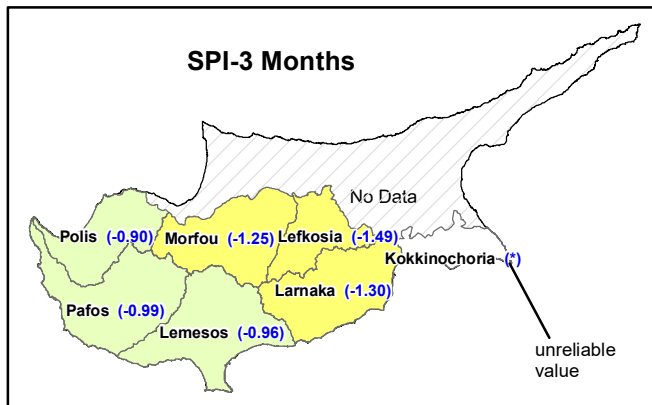 SPI-3 Months
No Data
Polis (-0.90)
Morfou (-1.25)
Lefkosia (-1.49)
Kokkinochoria (*)
Pafos (-0.99)
Larnaka (-1.30)
Lemesos (-0.96)
unreliable
value